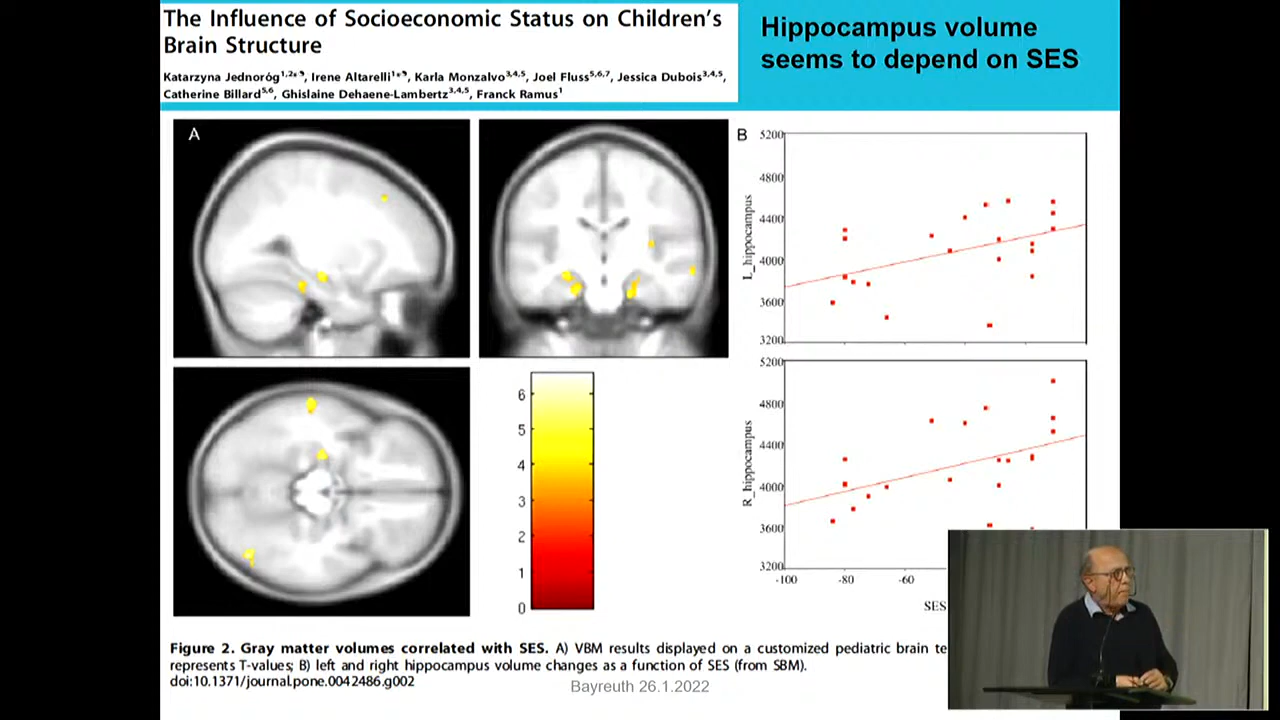 The Influence of Socioeconomic Status on Children's
Brain Structure
Katarzyna Jednoróg1,2*, Irene Altarelli1*, Karla Monzalvo3,4,5, Joel Fluss5,6,7, Jessica Dubois3,4,5,
Catherine Billard5,6, Ghislaine Dehaene-Lambertz3,4,5, Franck Ramus1
Hippocampus volume
seems to depend on SES
A
B
5200
4800
4400
4000
3600
3200
L_hippocampus
5200
4800
4400
4000
3600
3200
R_hippocampus
-100
-80
-60
SES
6
5
4
3
2
1
0
Figure 2. Gray matter volumes correlated with SES. A) VBM results displayed on a customized pediatric brain te
represents T-values; B) left and right hippocampus volume changes as a function of SES (from SBM).
doi:10.1371/journal.pone.0042486.g002
Bayreuth 26.1.2022